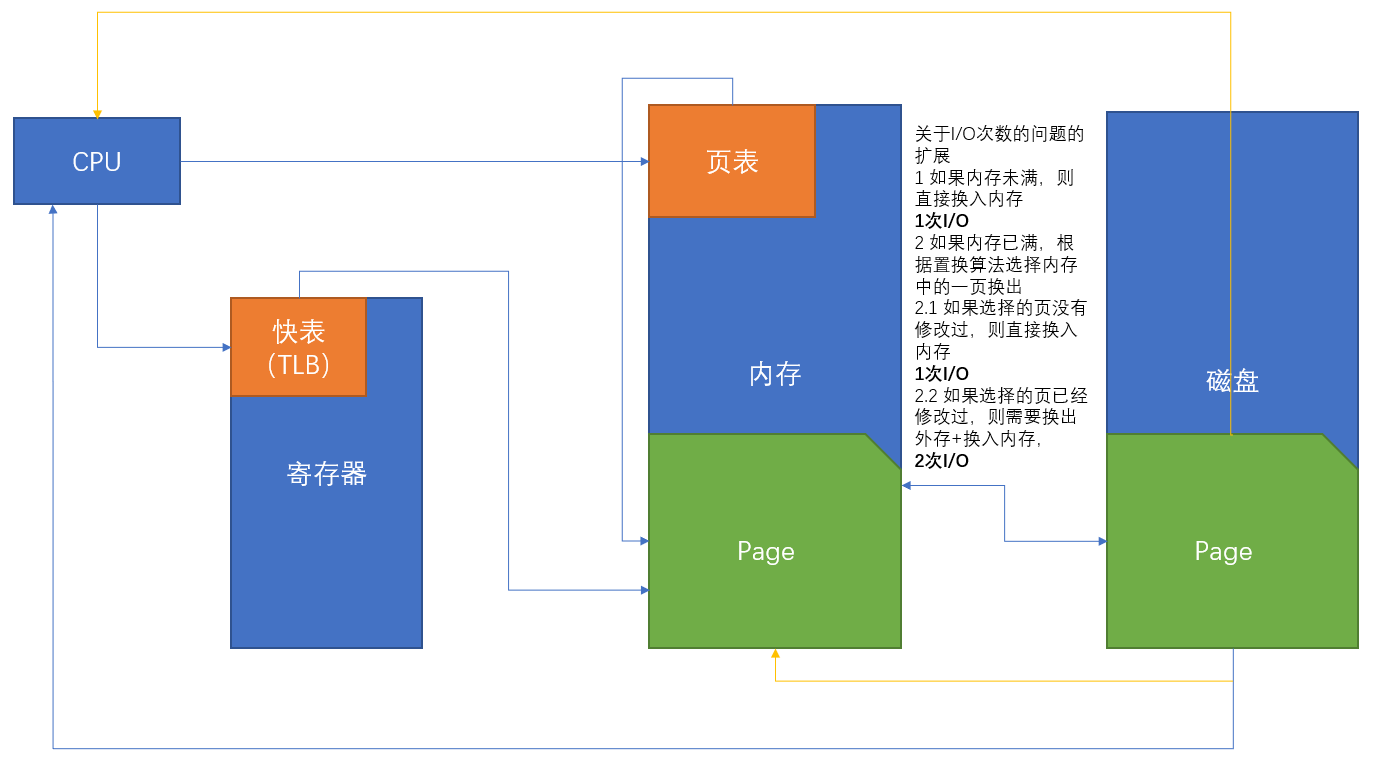 CPU
页表
关于I/O次数的问题的
扩展
1 如果内存未满，则
直接换入内存
1次I/O
2 如果内存已满，根
据置换算法选择内存
中的一页换出
2.1 如果选择的页没有
修改过，则直接换入
内存
1次I/O
2.2 如果选择的页已经
修改过，则需要换出
外存+换入内存,
2次I/O
快表
（TLB）
内存
磁盘
寄存器
Page
Page